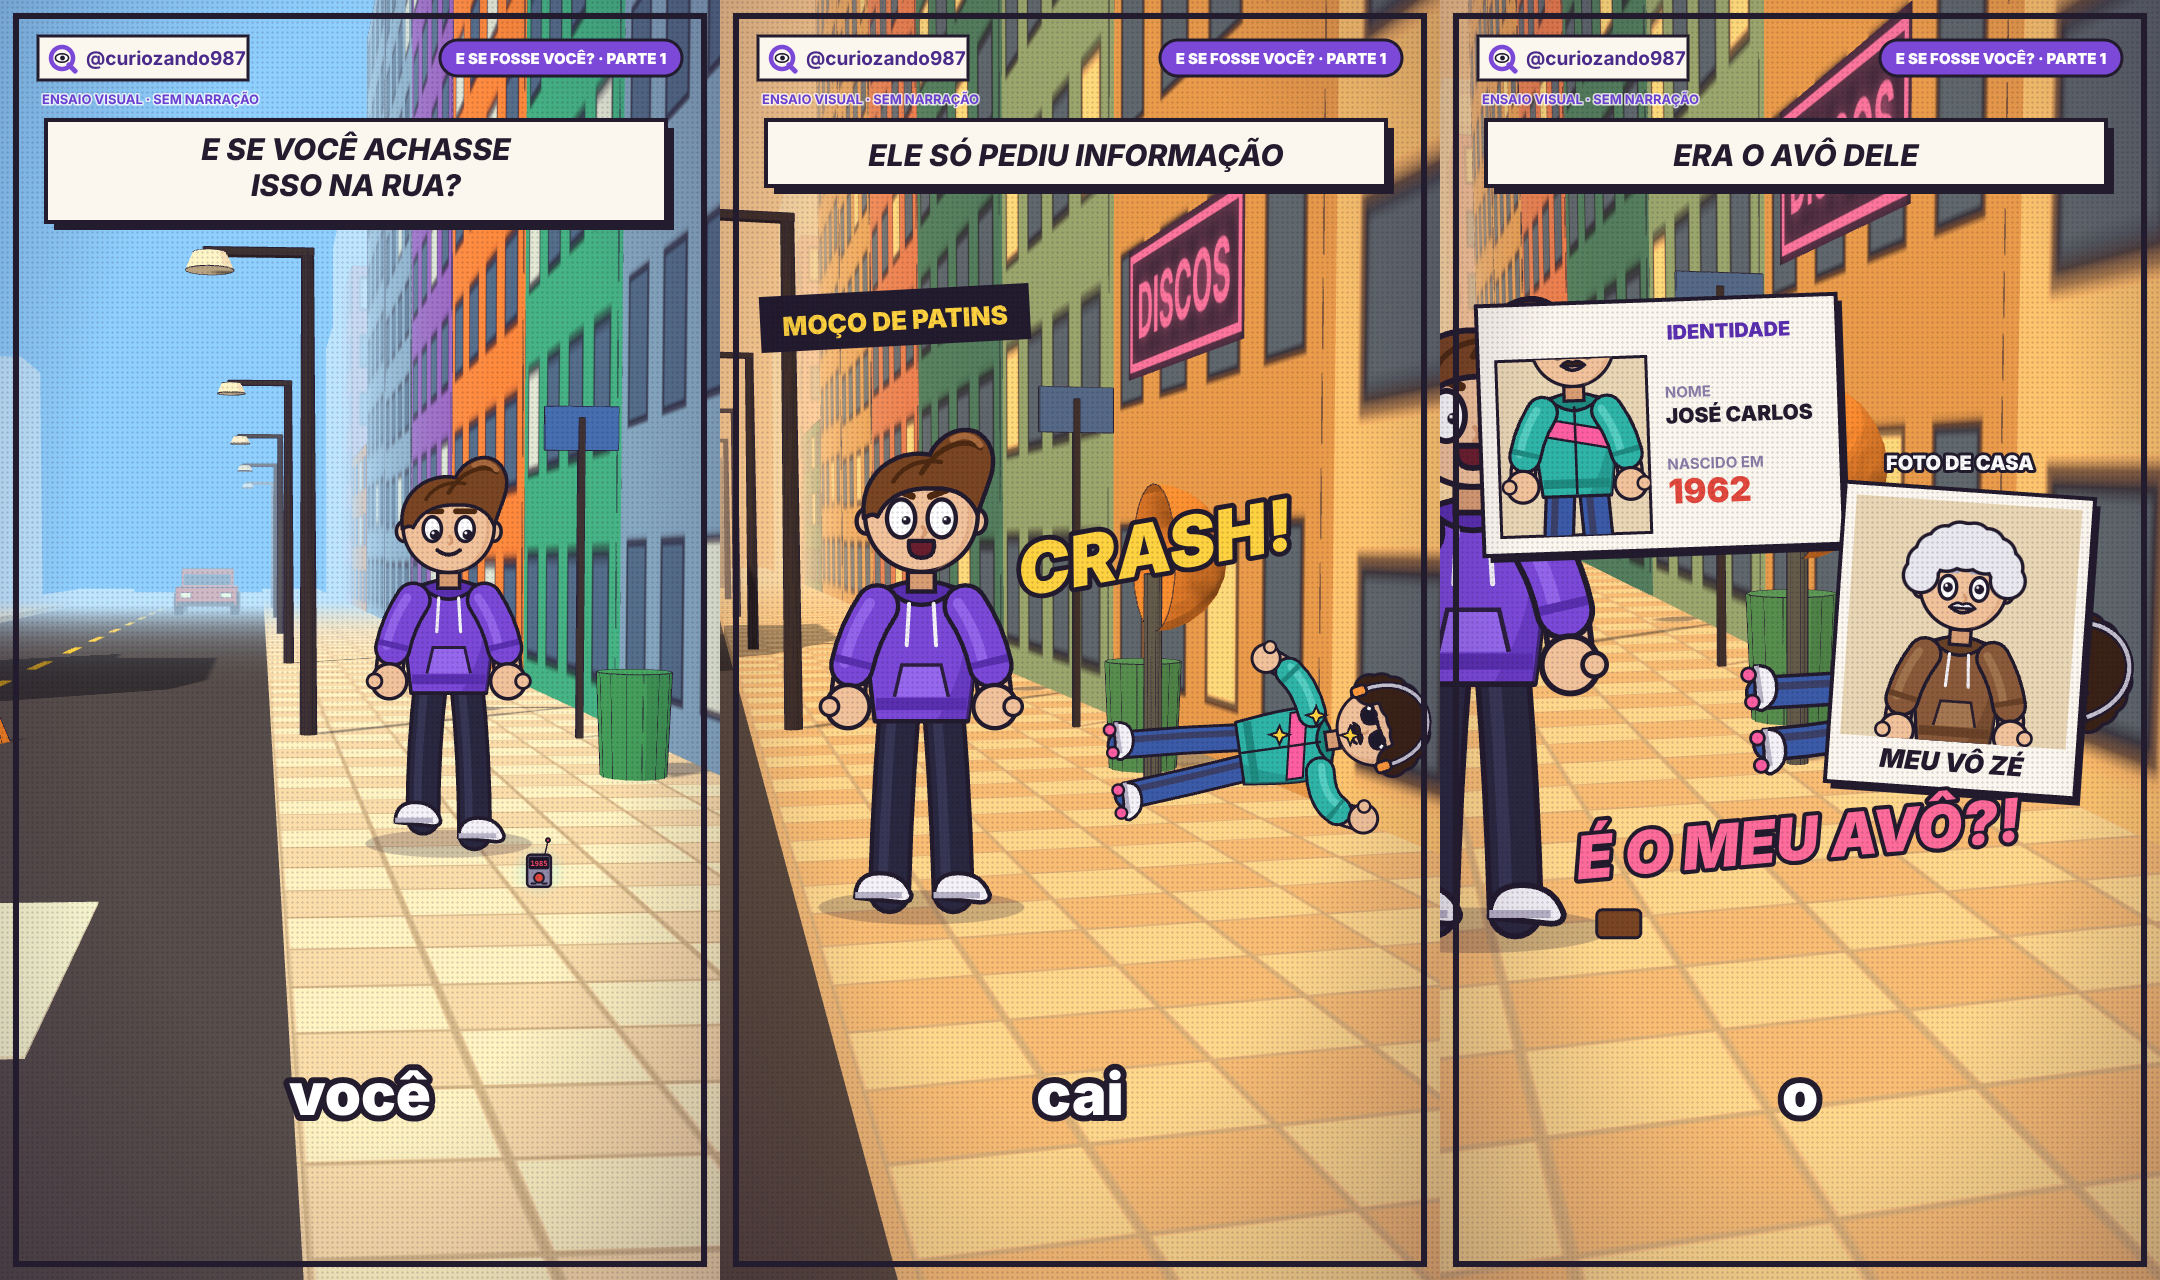 @curiozando987
E SE FOSSE VOCÊ? · PARTE 1
ENSAIO VISUAL · SEM NARRAÇÃO
E SE VOCÊ ACHASSE
ISSO NA RUA?
1985
você
@curiozando987
E SE FOSSE VOCÊ? · PARTE 1
ENSAIO VISUAL · SEM NARRAÇÃO
ELE SÓ PEDIU INFORMAÇÃO
DISCOS
MOÇO DE PATINS
CRASH!
cai
@curiozando987
E SE FOSSE VOCÊ? · PARTE 1
ENSAIO VISUAL · SEM NARRAÇÃO
DISCOS
ERA O AVÔ DELE
IDENTIDADE
NOME
JOSÉ CARLOS
NASCIDO EM
1962
FOTO DE CASA
MEU VÔ ZÉ
É O MEU AVÔ?!
o